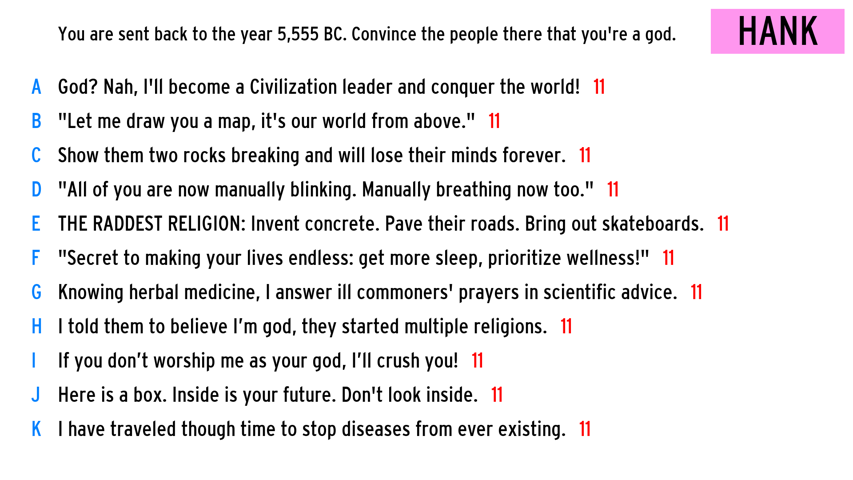 You are sent back to the year 5,555 BC. Convince the people there that you're a god.
HANK
A God? Nah, I'll become a Civilization leader and conquer the world! 11
B "Let me draw you a map, it's our world from above." 11
C Show them two rocks breaking and will lose their minds forever. 11
D "All of you are now manually blinking. Manually breathing now too." 11
E THE RADDEST RELIGION: Invent concrete. Pave their roads. Bring out skateboards. 11
F "Secret to making your lives endless: get more sleep, prioritize wellness!" 11
G Knowing herbal medicine, I answer ill commoners' prayers in scientific advice. 11
H I told them to believe I’m god, they started multiple religions. 11
I If you don’t worship me as your god, I’ll crush you! 11
J Here is a box. Inside is your future. Don't look inside. 11
K I have traveled though time to stop diseases from ever existing. 11